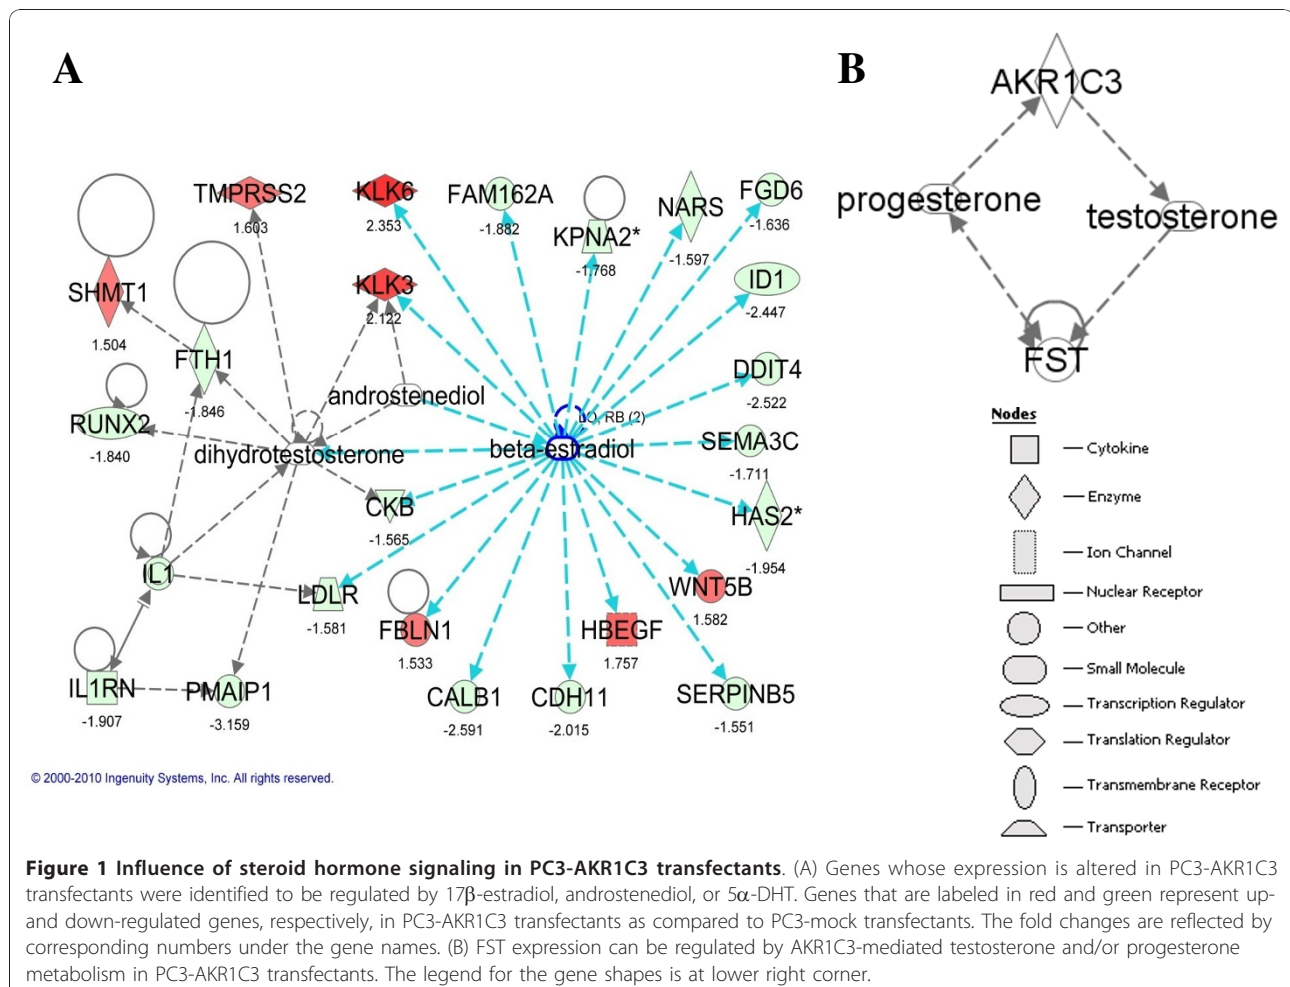 A
B
AKR1C3
progesterone
testosterone
FST
TMPRSS2
1.603
KLK6
2.353
FAM162A
-1.882
KPNA2*
-1.768
NARS
-1.597
FGD6
-1.636
SHMT1
1.504
KLK3
2.122
ID1
-2.447
FTH1
-1.846
androstenediol
DDIT4
-2.522
RUNX2
-1.840
dihydrotestosterone
RB (2)
beta-estradiol
SEMA3C
-1.711
CKB
-1.565
HAS2*
-1.954
IL1
LDLR
-1.581
FBLN1
1.533
HBEGF
1.757
WNT5B
1.582
IL1RN
-1.907
PMAIP1
-3.159
CALB1
-2.591
CDH11
-2.015
SERPINB5
-1.551
Nodes
Cytokine
Enzyme
Ion Channel
Nuclear Receptor
Other
Small Molecule
Transcription Regulator
Translation Regulator
Transmembrane Receptor
Transporter
© 2000-2010 Ingenuity Systems, Inc. All rights reserved.
Figure 1 Influence of steroid hormone signaling in PC3-AKR1C3 transfectants. (A) Genes whose expression is altered in PC3-AKR1C3
transfectants were identified to be regulated by 17β-estradiol, androstenediol, or 5α-DHT. Genes that are labeled in red and green represent up-
and down-regulated genes, respectively, in PC3-AKR1C3 transfectants as compared to PC3-mock transfectants. The fold changes are reflected by
corresponding numbers under the gene names. (B) FST expression can be regulated by AKR1C3-mediated testosterone and/or progesterone
metabolism in PC3-AKR1C3 transfectants. The legend for the gene shapes is at lower right corner.